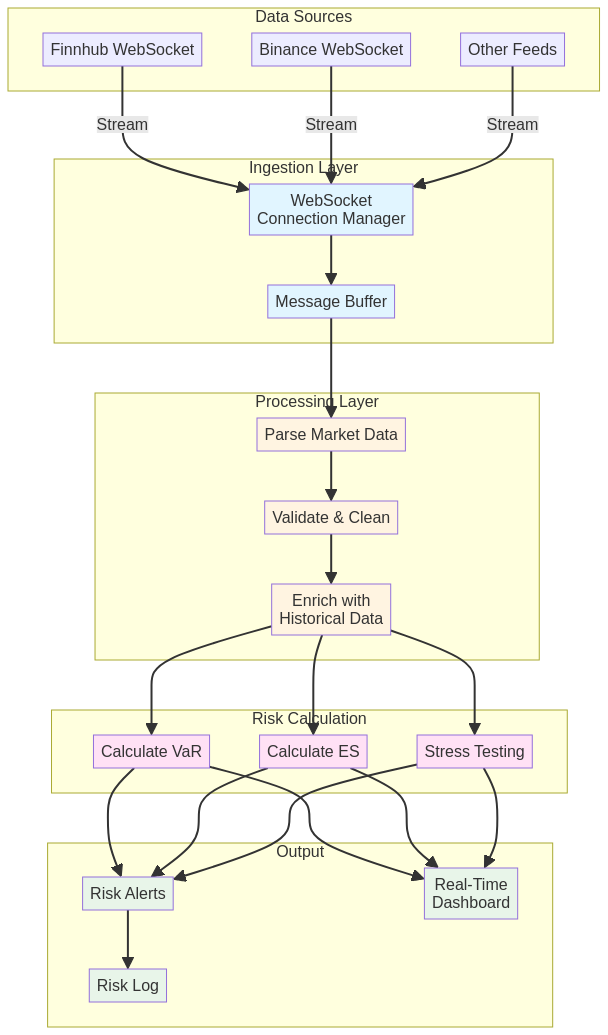 Data Sources
Finnhub WebSocket
Binance WebSocket
Other Feeds
Stream
Stream
Stream
Ingestion Layer
WebSocket
Connection Manager
Message Buffer
Processing Layer
Parse Market Data
Validate & Clean
Enrich with
Historical Data
Risk Calculation
Calculate VaR
Calculate ES
Stress Testing
Output
Risk Alerts
Real-Time
Dashboard
Risk Log